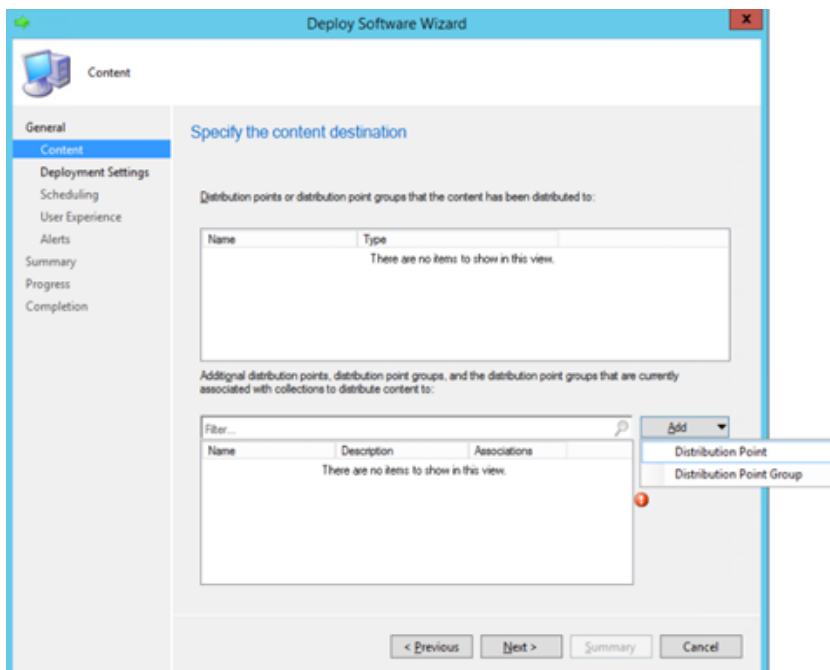 Deploy Software Wizard
x
Content
General
Content
Deployment Settings
Scheduling
User Experience
Alerts
Summary
Progress
Completion
Specify the content destination
Distribution points or distribution point groups that the content has been distributed to:
Name Type
There are no items to show in this view.
Additional distribution points, distribution point groups, and the distribution point groups that are currently
associated with collections to distribute content to:
Filter...
Add
Distribution Point
Distribution Point Group
Name Description Associations
There are no items to show in this view.
< Previous Next > Summary Cancel